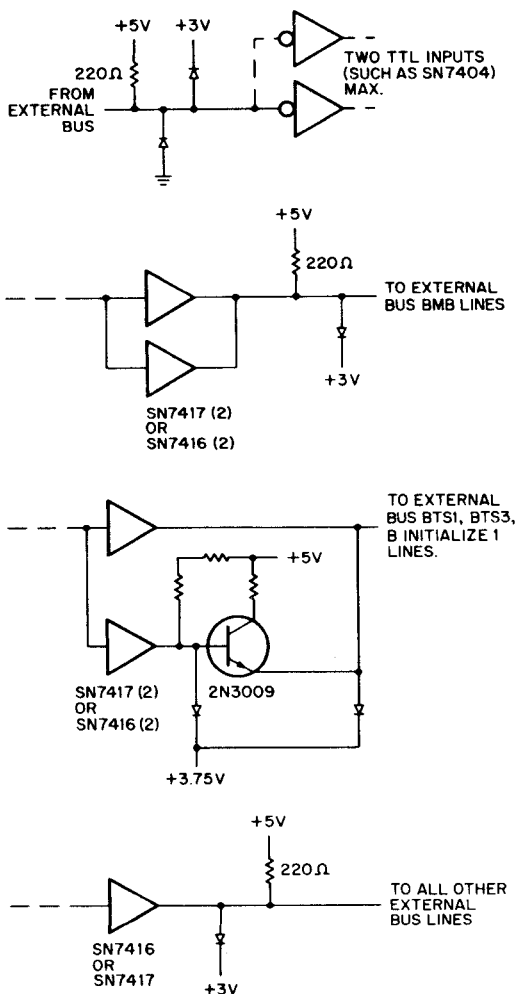 +5V
+3V
220Ω
FROM
EXTERNAL
BUS
TWO TTL INPUTS
(SUCH AS SN7404)
MAX.
+5V
220Ω
TO EXTERNAL
BUS BMB LINES
+3V
SN7417 (2)
OR
SN7416 (2)
TO EXTERNAL
BUS BTS1, BTS3,
B INITIALIZE 1
LINES.
+5V
2N3009
SN7417 (2)
OR
SN7416 (2)
+3.75V
+5V
220Ω
TO ALL OTHER
EXTERNAL
BUS LINES
SN7416
OR
SN7417
+3V